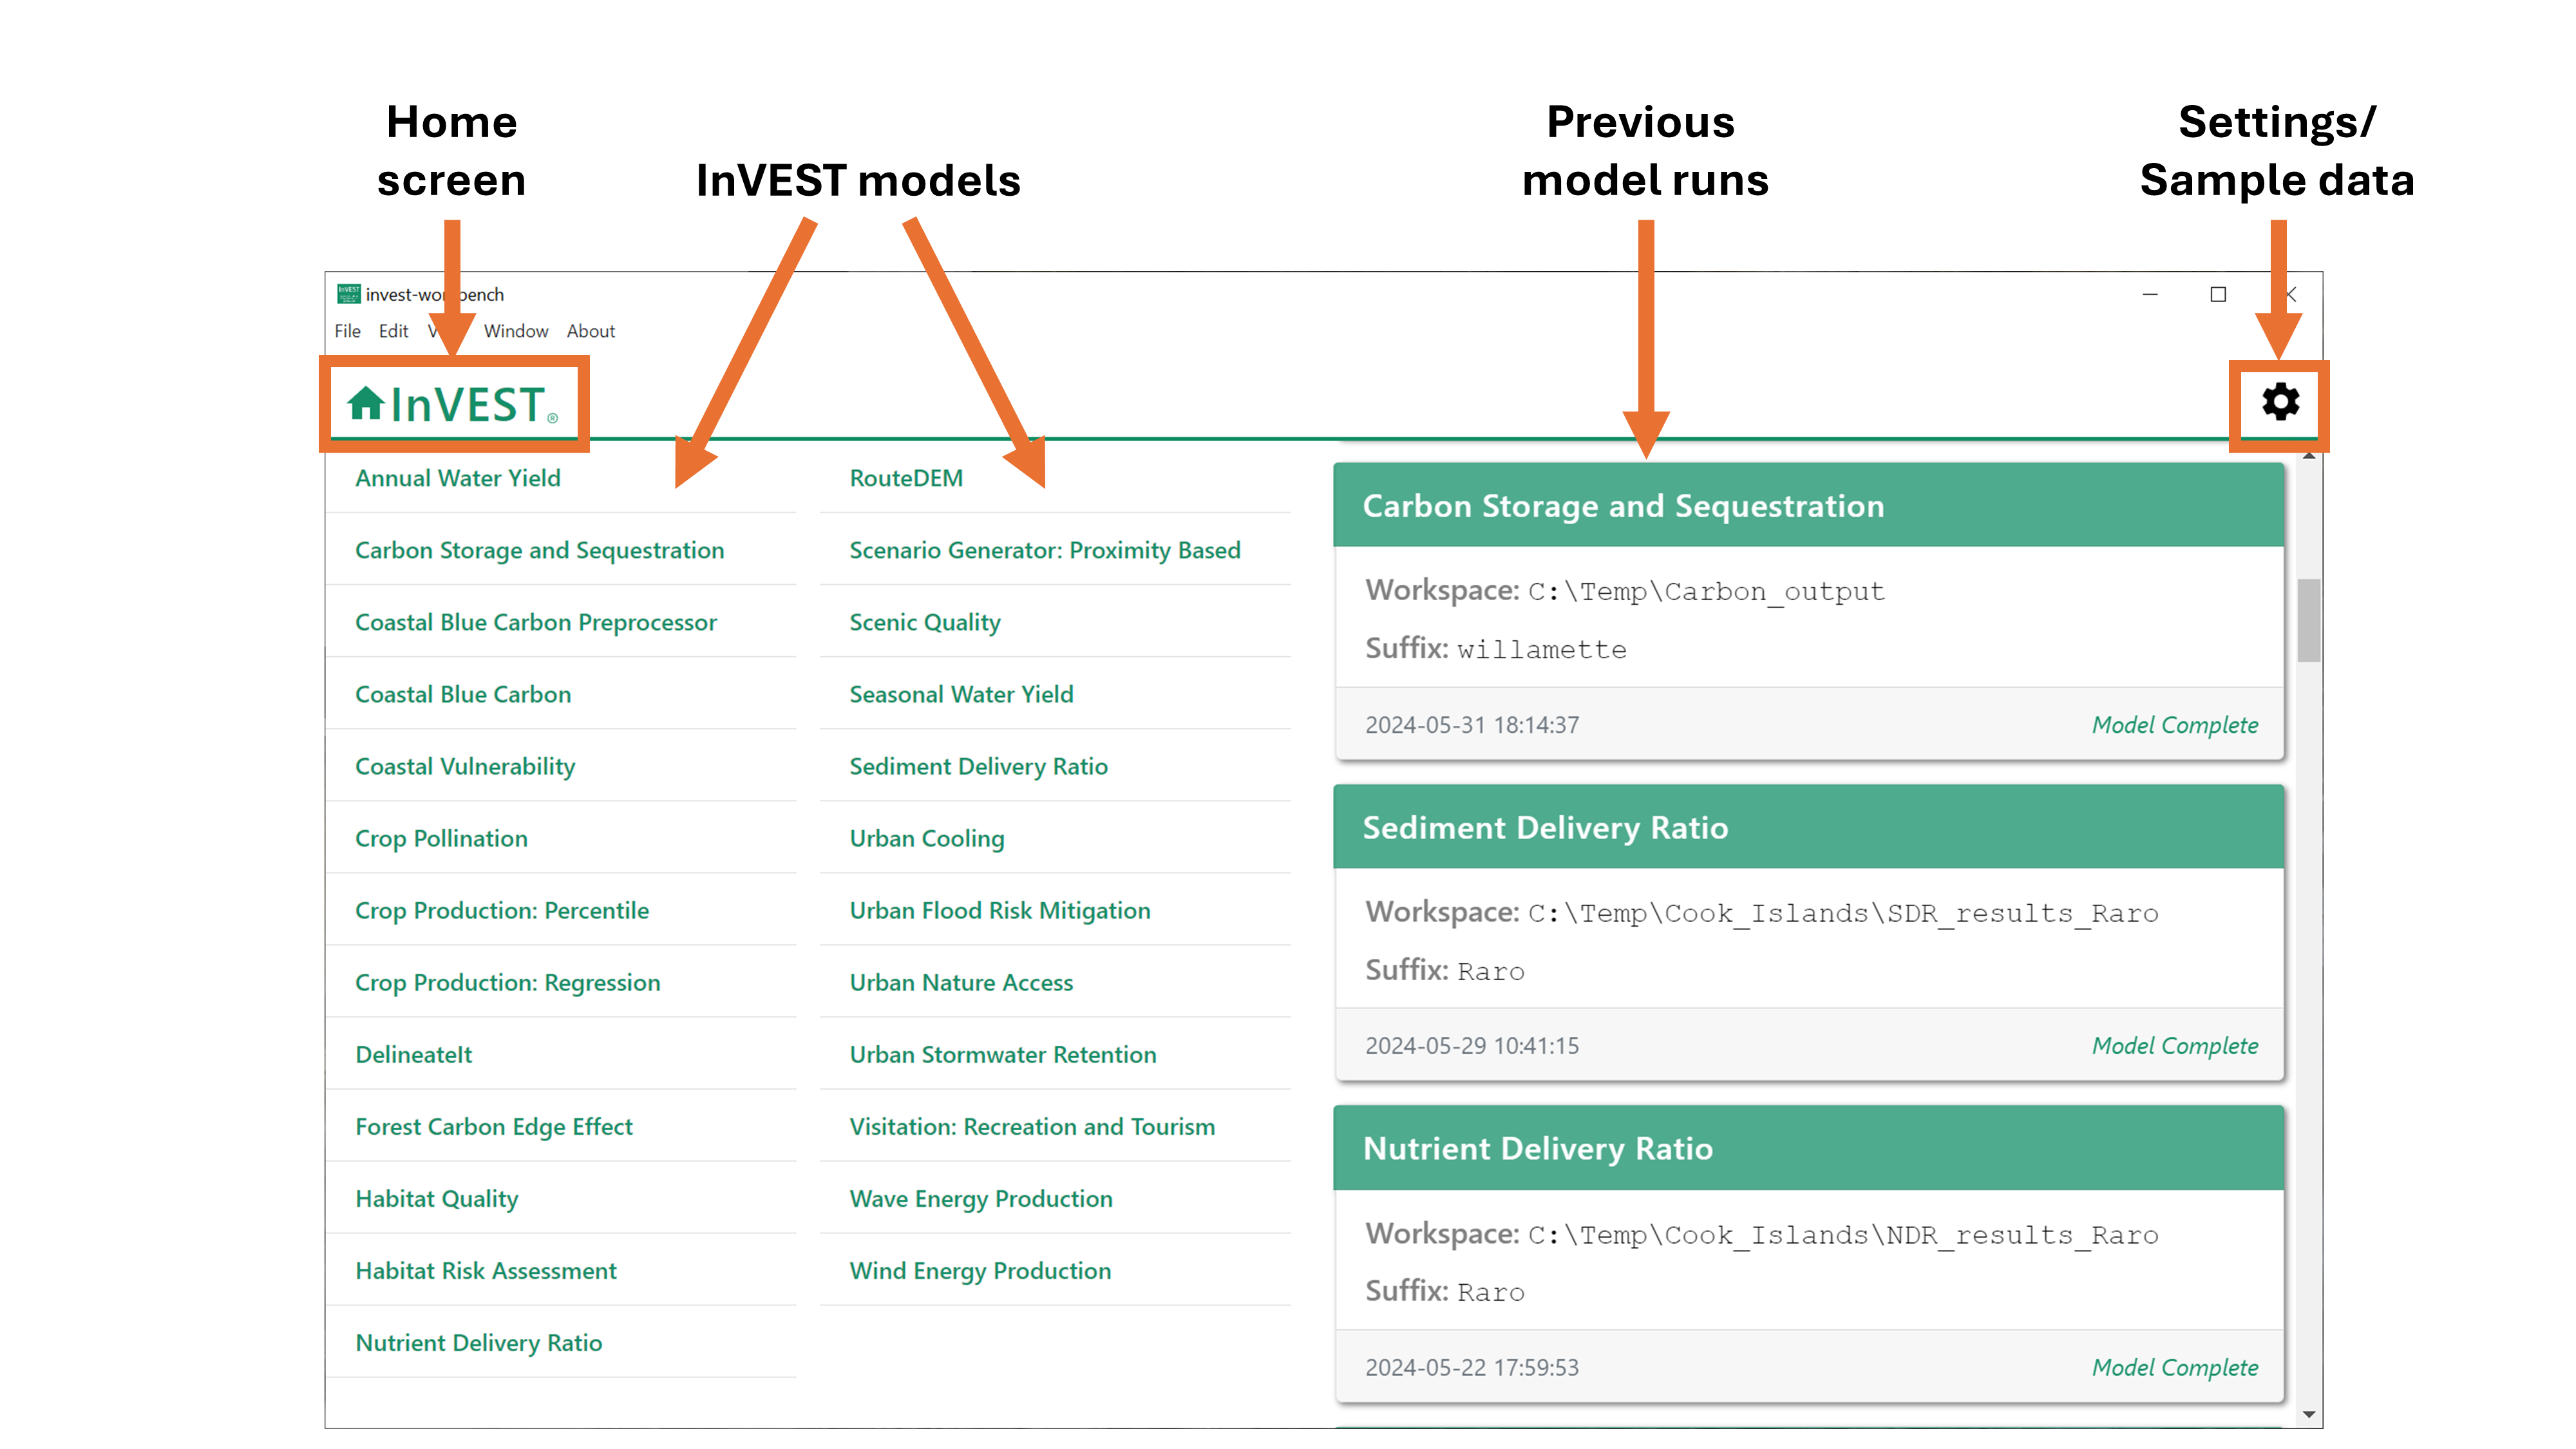 Home
screen
InVEST models
Previous
model runs
Settings/
Sample data
InVEST
invest-wo bench
File Edit V Window About
InVEST®
Annual Water Yield
Carbon Storage and Sequestration
Coastal Blue Carbon Preprocessor
Coastal Blue Carbon
Coastal Vulnerability
Crop Pollination
Crop Production: Percentile
Crop Production: Regression
DelineateIt
Forest Carbon Edge Effect
Habitat Quality
Habitat Risk Assessment
Nutrient Delivery Ratio
RouteDEM
Scenario Generator: Proximity Based
Scenic Quality
Seasonal Water Yield
Sediment Delivery Ratio
Urban Cooling
Urban Flood Risk Mitigation
Urban Nature Access
Urban Stormwater Retention
Visitation: Recreation and Tourism
Wave Energy Production
Wind Energy Production
Carbon Storage and Sequestration
Workspace: C:\Temp\Carbon_output
Suffix: willamette
2024-05-31 18:14:37 Model Complete
Sediment Delivery Ratio
Workspace: C:\Temp\Cook_Islands\SDR_results_Raro
Suffix: Raro
2024-05-29 10:41:15 Model Complete
Nutrient Delivery Ratio
Workspace: C:\Temp\Cook_Islands\NDR_results_Raro
Suffix: Raro
2024-05-22 17:59:53 Model Complete